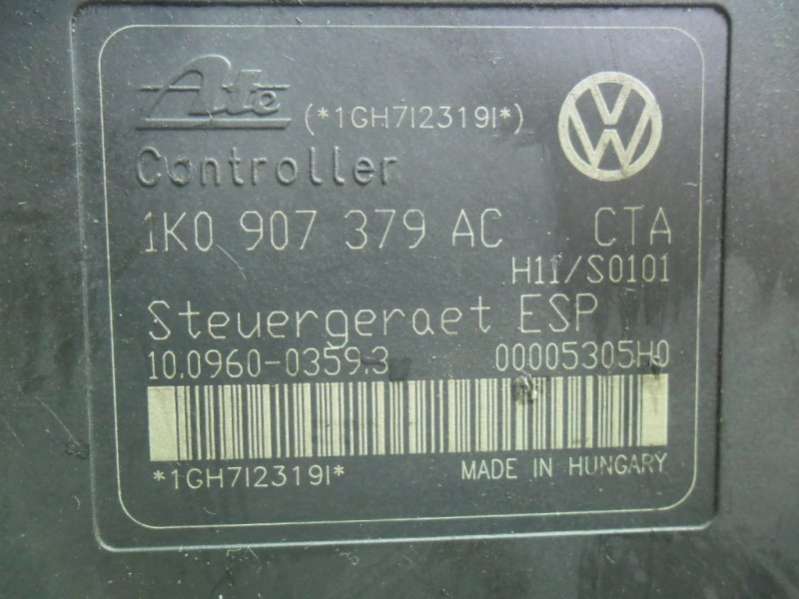 Ate (*1GH7I2319I*)
Controller
1K0 907 379 AC CTA
H11/S0101
Steuergeraet ESP
10.0960-0359.3 00005305H0
*1GH7I2319I* MADE IN HUNGARY